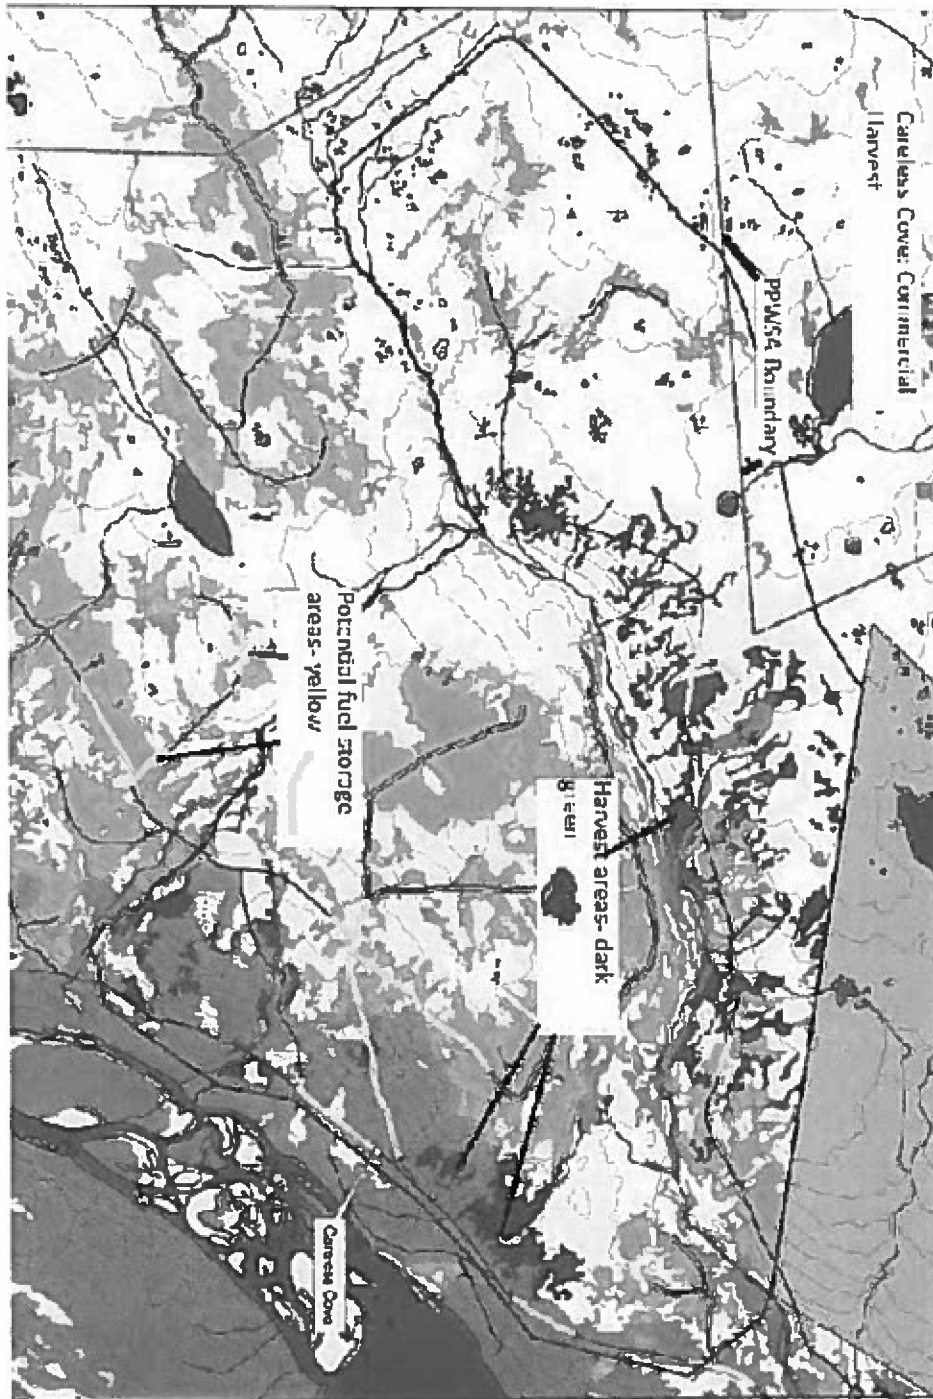 Careless Cove: Commercial
Harvest
PPWSA Boundary
Potential fuel storage
areas- yellow
Harvest areas- dark
green
Careless Cove